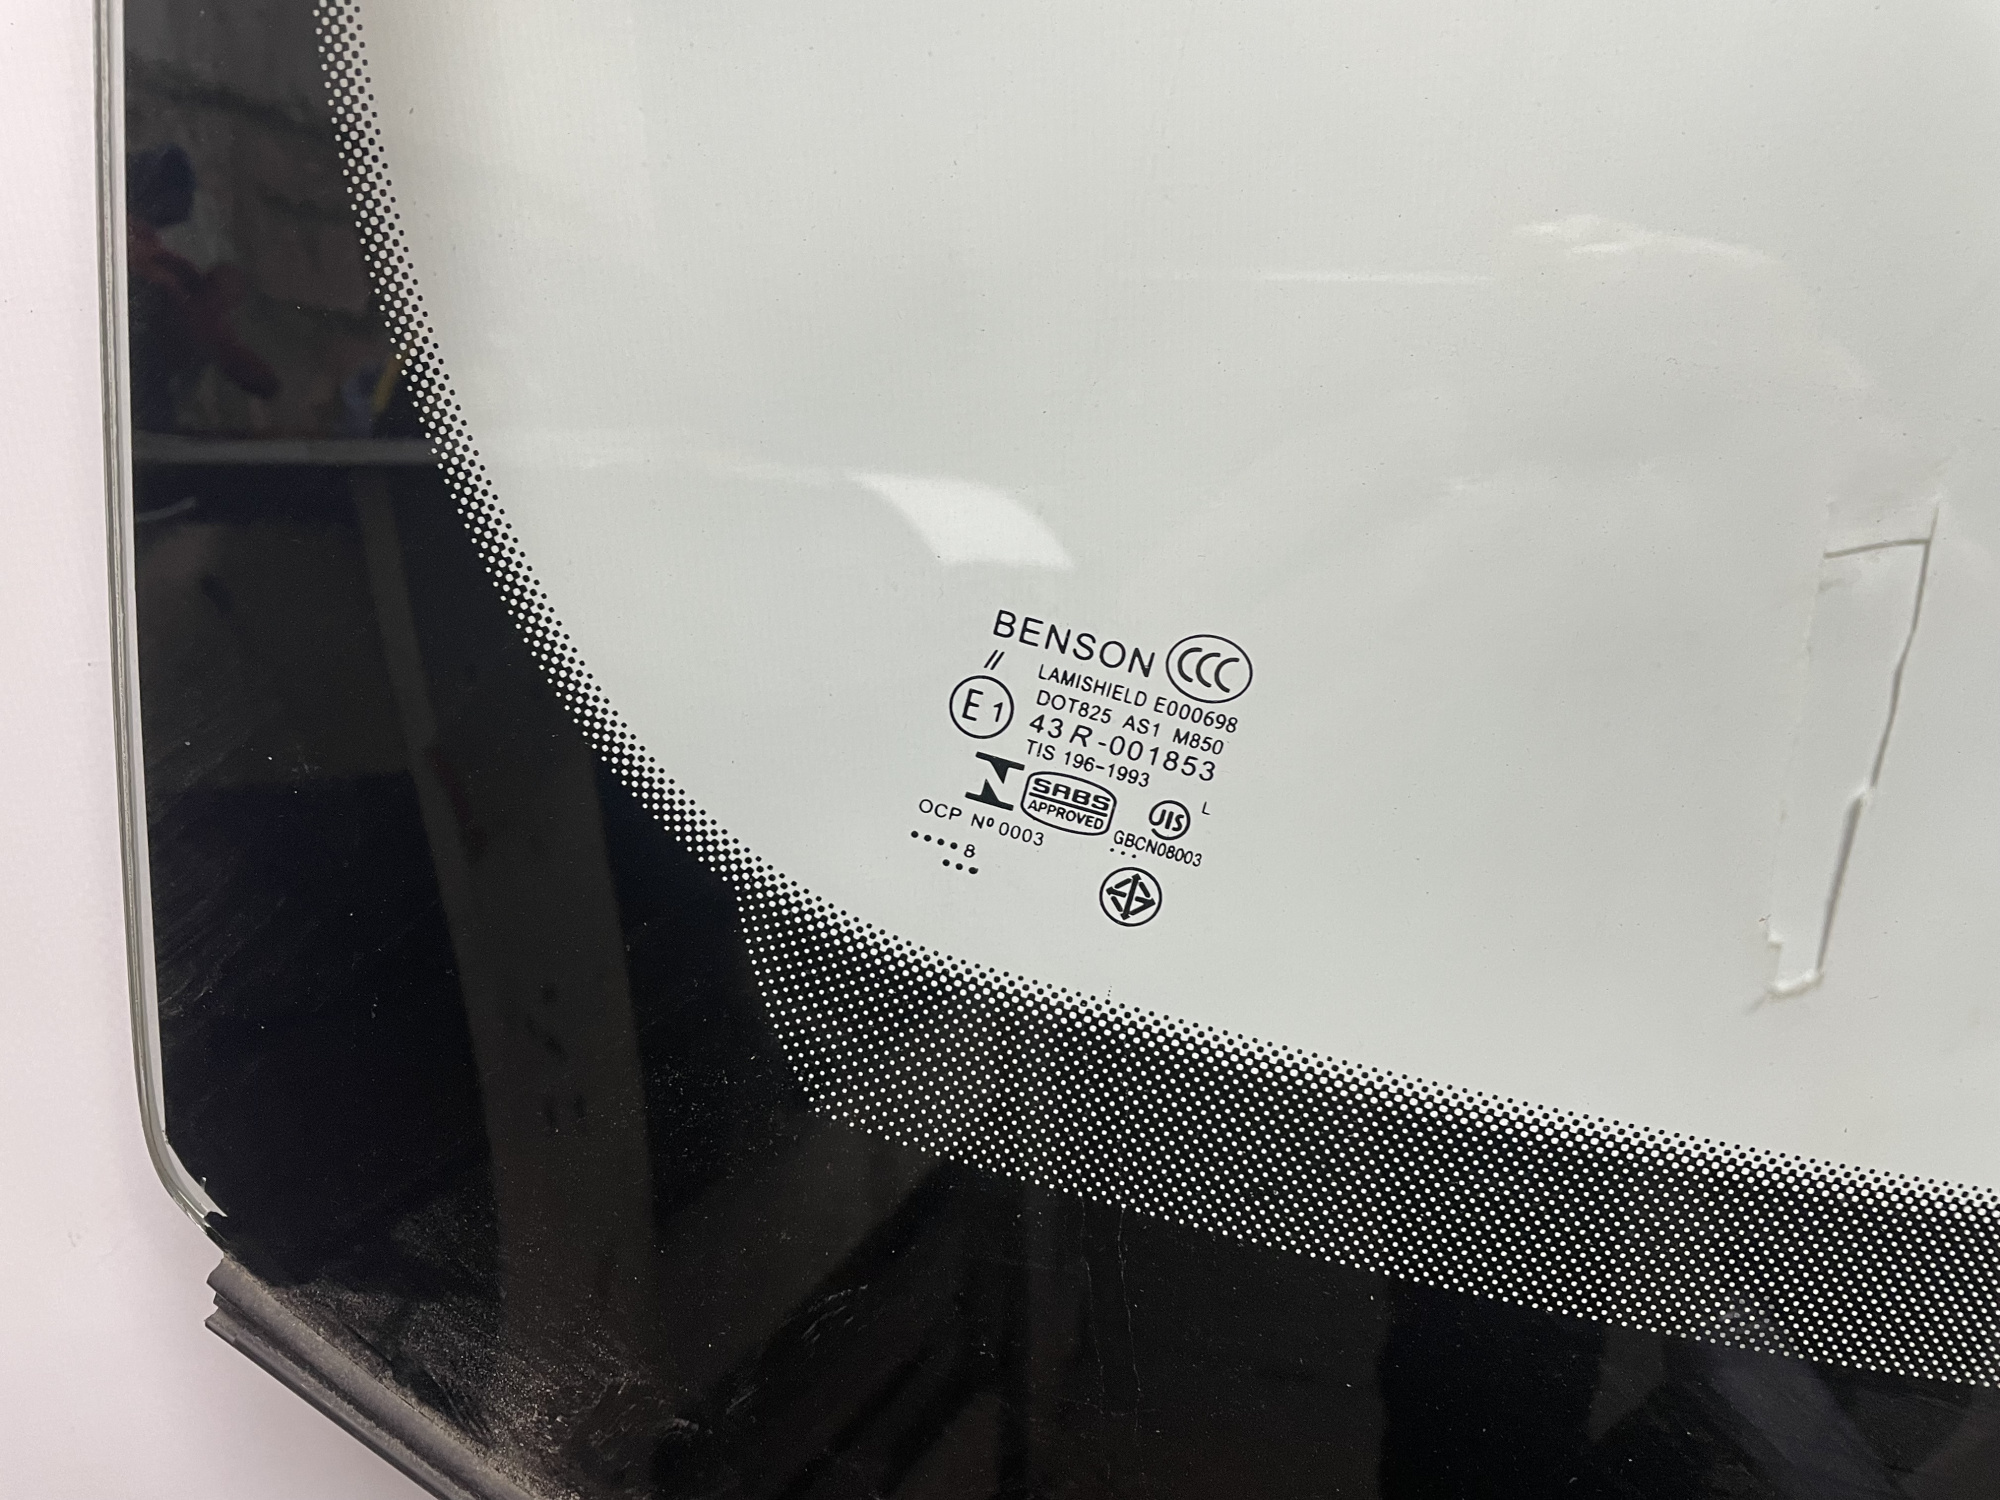 BENSON CCC
//
LAMISHIELD E000698
E1 DOT825 AS1 M850
43R-001853
TIS 196-1993
SABS
APPROVED
JIS L
OCP Nº 0003
GBCN08003
....8